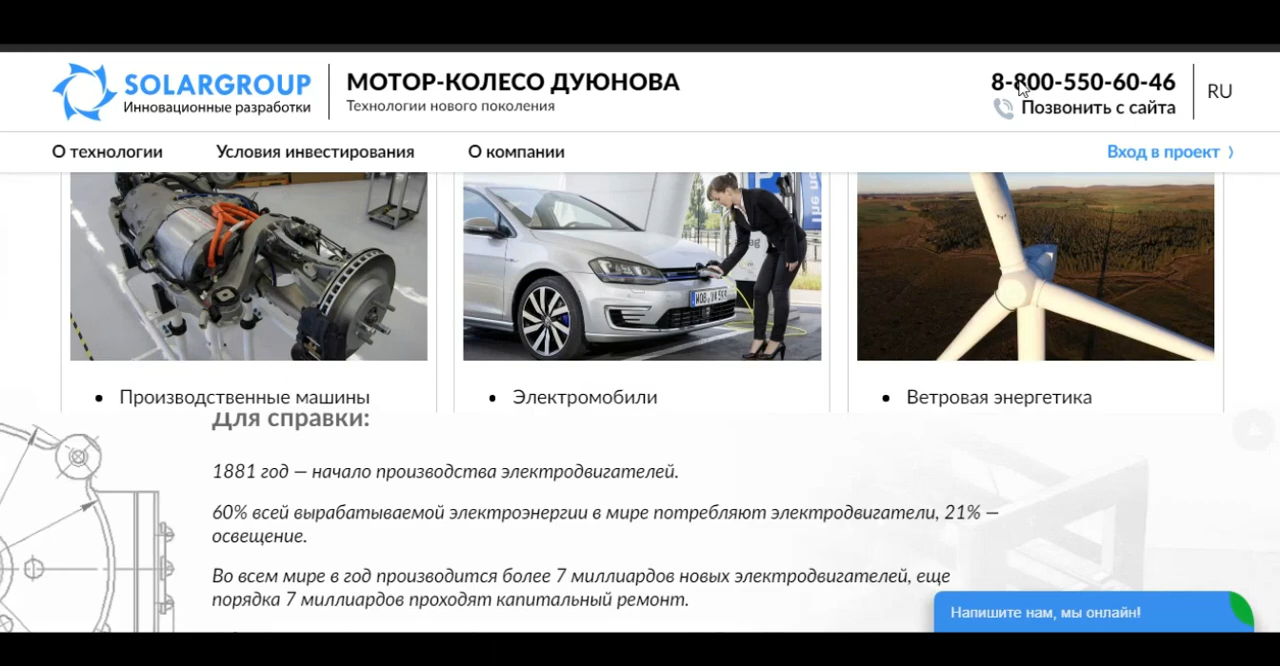 SOLARGROUP
Инновационные разработки
МОТОР-КОЛЕСО ДУЮНОВА
Технологии нового поколения
8-800-550-60-46
Позвонить с сайта
RU
О технологии
Условия инвестирования
О компании
Вход в проект
Производственные машины
Электромобили
Ветровая энергетика
Для справки:
1881 год — начало производства электродвигателей.
60% всей вырабатываемой электроэнергии в мире потребляют электродвигатели, 21% —
освещение.
Во всем мире в год производится более 7 миллиардов новых электродвигателей, еще
порядка 7 миллиардов проходят капитальный ремонт.
Напишите нам, мы онлайн!